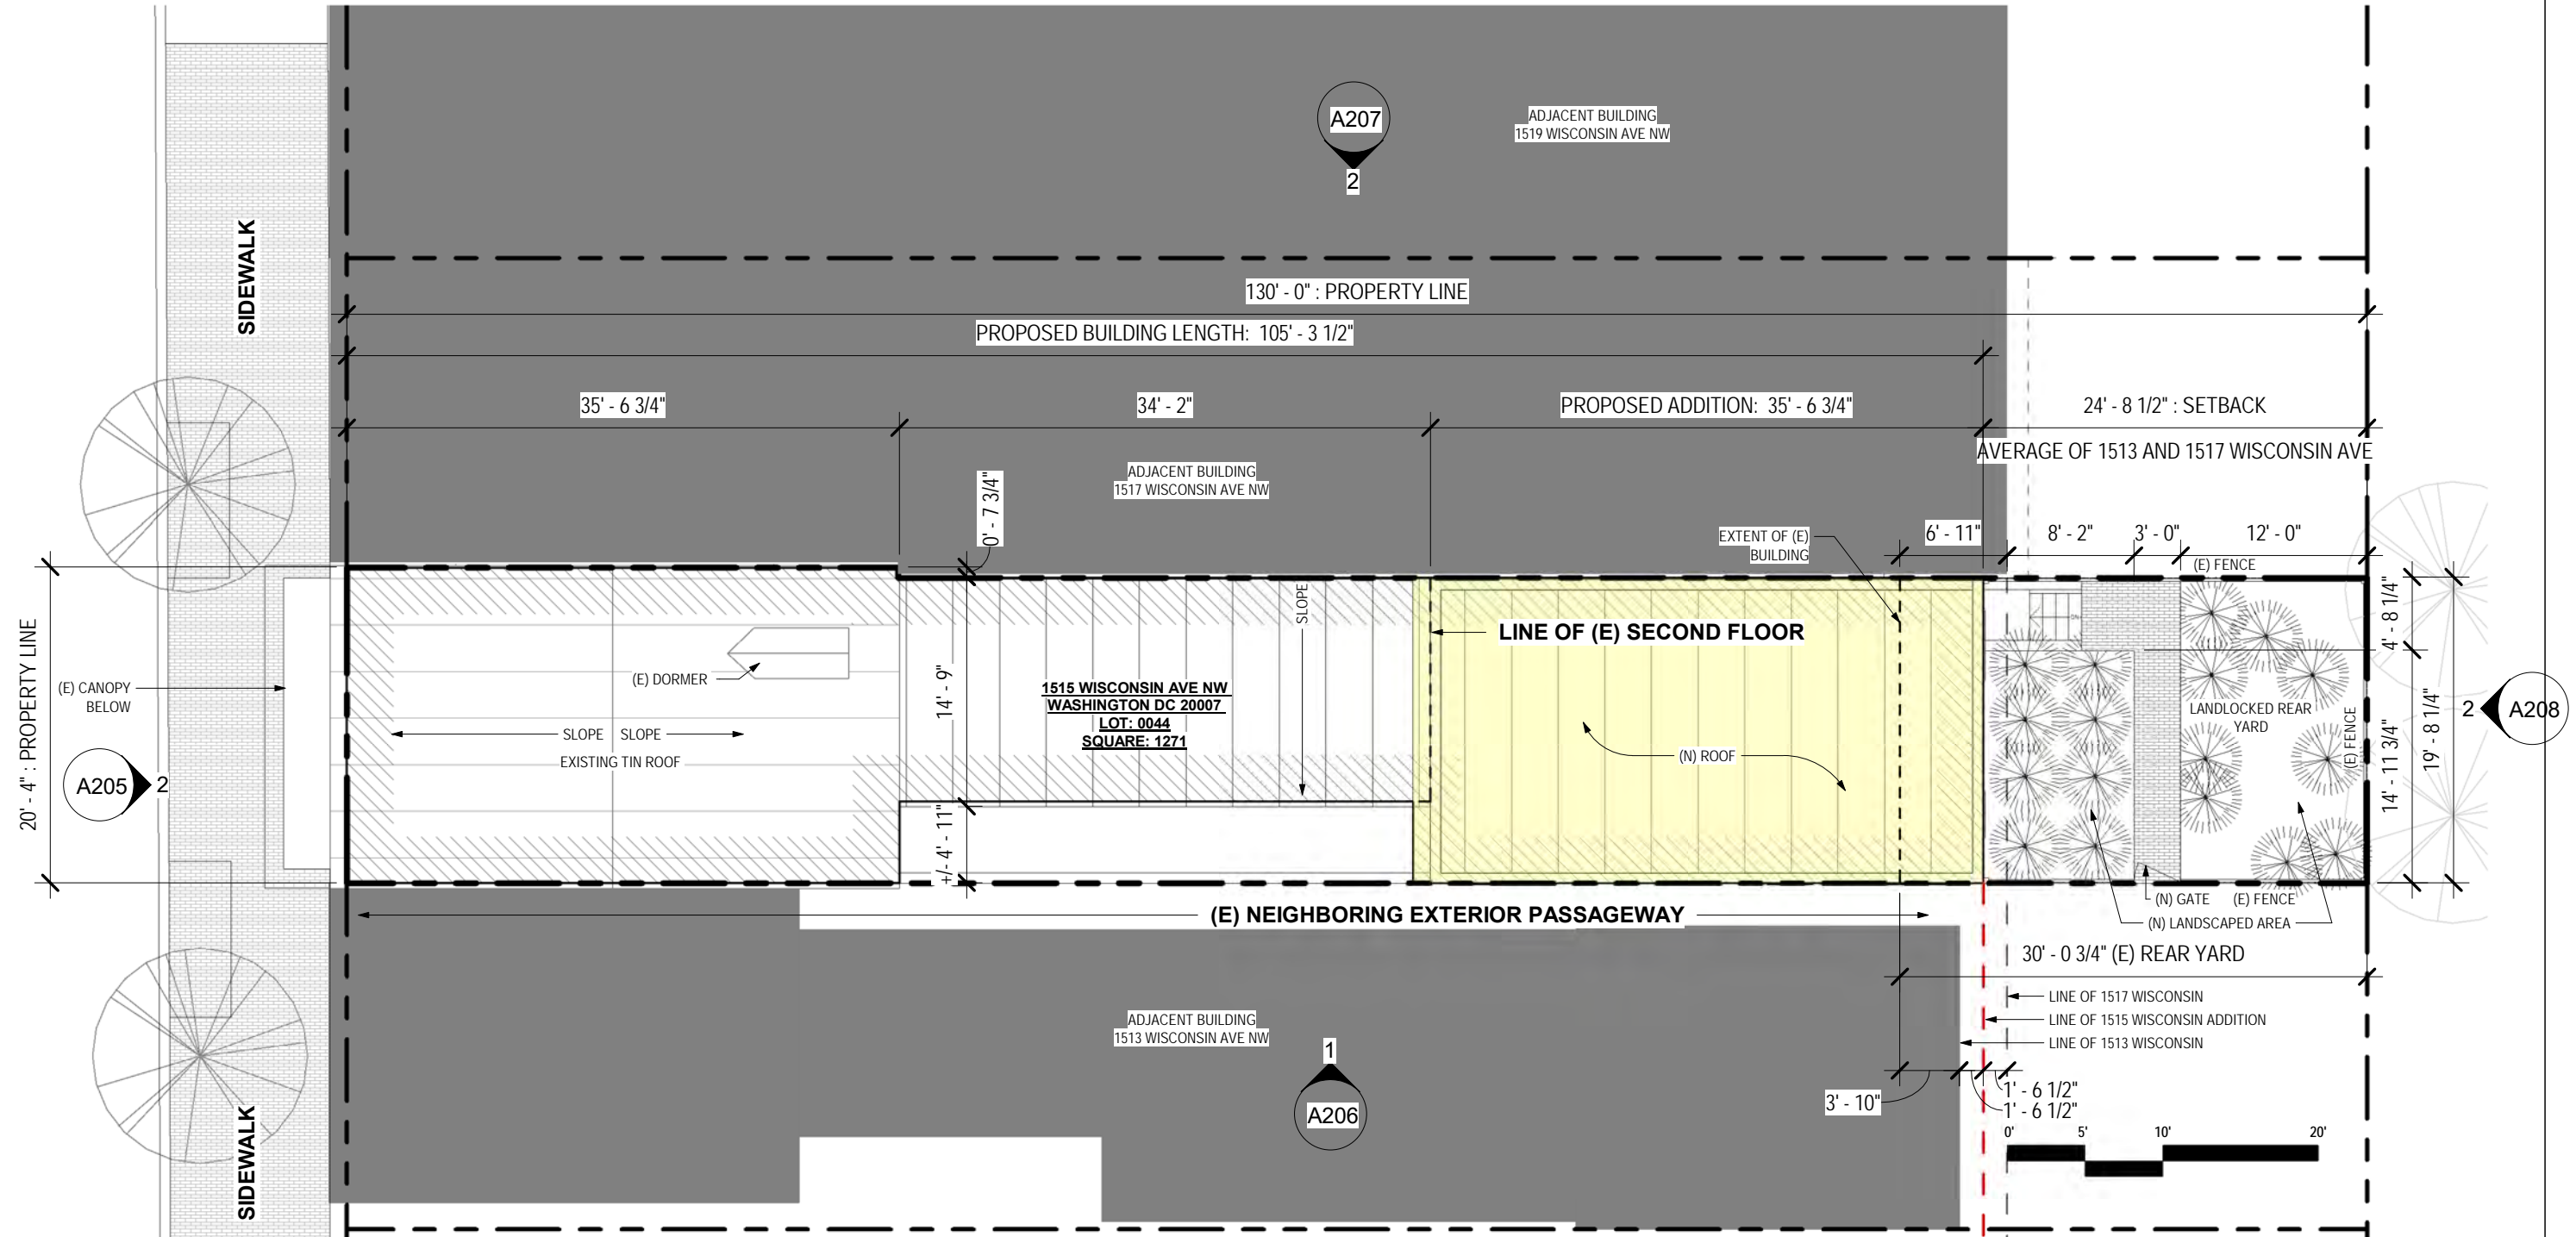 A207
2
ADJACENT BUILDING
1519 WISCONSIN AVE NW
SIDEWALK
130' - 0" : PROPERTY LINE
PROPOSED BUILDING LENGTH: 105' - 3 1/2"
35' - 6 3/4"
34' - 2"
PROPOSED ADDITION: 35' - 6 3/4"
24' - 8 1/2" : SETBACK
AVERAGE OF 1513 AND 1517 WISCONSIN AVE
ADJACENT BUILDING
1517 WISCONSIN AVE NW
0' - 7 3/4"
EXTENT OF (E)
BUILDING
6' - 11"
8' - 2"
3' - 0"
12' - 0"
(E) FENCE
SLOPE
4' - 8 1/4"
LINE OF (E) SECOND FLOOR
20' - 4" : PROPERTY LINE
(E) CANOPY
BELOW
(E) DORMER
14' - 9"
1515 WISCONSIN AVE NW
WASHINGTON DC 20007
LOT: 0044
SQUARE: 1271
SLOPE SLOPE
EXISTING TIN ROOF
(N) ROOF
LANDLOCKED REAR
YARD
(E) FENCE
14' - 11 3/4"
19' - 8 1/4"
2
A208
A205
2
+/- 4' - 11"
(N) GATE
(E) FENCE
(N) LANDSCAPED AREA
(E) NEIGHBORING EXTERIOR PASSAGEWAY
30' - 0 3/4" (E) REAR YARD
LINE OF 1517 WISCONSIN
LINE OF 1515 WISCONSIN ADDITION
LINE OF 1513 WISCONSIN
ADJACENT BUILDING
1513 WISCONSIN AVE NW
1
A206
3' - 10"
1' - 6 1/2"
1' - 6 1/2"
SIDEWALK
0'
5'
10'
20'